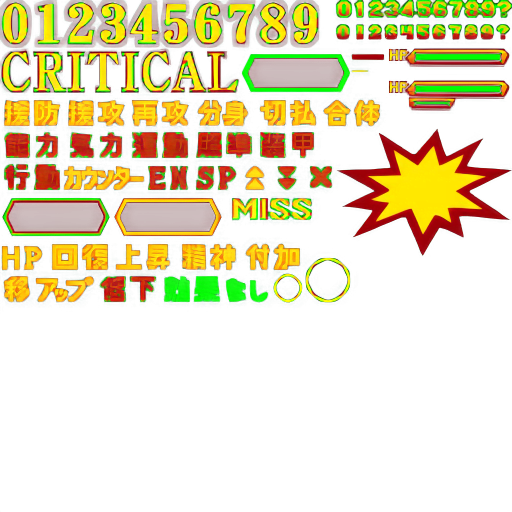 0123456789
0123456789?
0123456789?
CRITICAL
HP
HP
援防 援攻 再攻 分身 切払 合体
能力 気力 運動 照準 装甲
行動 カウンター EN SP
MISS
HP 回復 上昇 精神 付加
移 アップ 低下 効果 なし